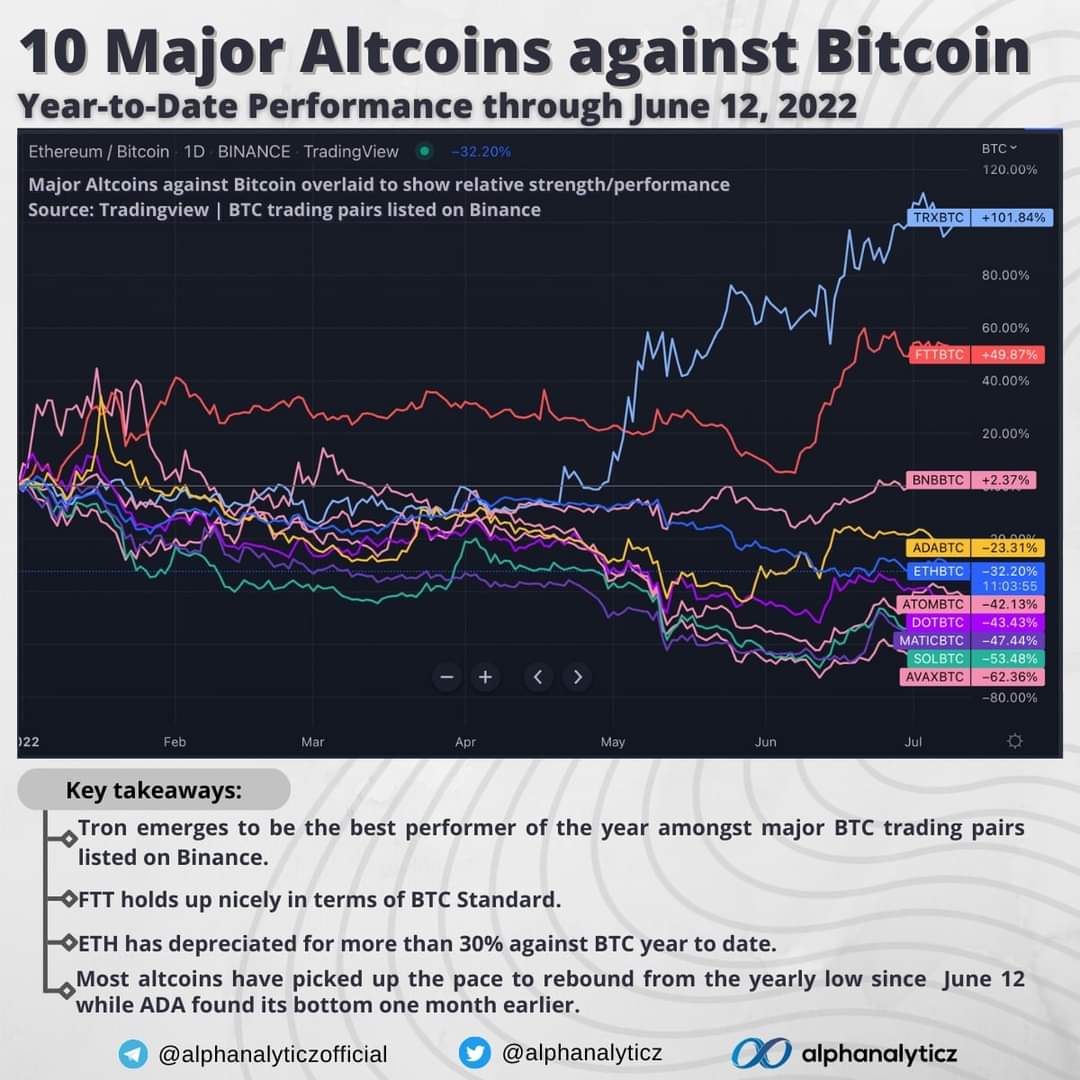 10 Major Altcoins against Bitcoin
Year-to-Date Performance through June 12, 2022
Ethereum / Bitcoin · 1D · BINANCE · TradingView −32.20%
BTC
Major Altcoins against Bitcoin overlaid to show relative strength/performance
Source: Tradingview | BTC trading pairs listed on Binance
120.00%
TRXBTC +101.84%
80.00%
60.00%
FTTBTC +49.87%
40.00%
20.00%
BNBBTC +2.37%
ADABTC −23.31%
ETHBTC −32.20%
11:03:55
ATOMBTC −42.13%
DOTBTC −43.43%
MATICBTC −47.44%
SOLBTC −53.48%
AVAXBTC −62.36%
−80.00%
022 Feb Mar Apr May Jun Jul
Key takeaways:
Tron emerges to be the best performer of the year amongst major BTC trading pairs
listed on Binance.
FTT holds up nicely in terms of BTC Standard.
ETH has depreciated for more than 30% against BTC year to date.
Most altcoins have picked up the pace to rebound from the yearly low since June 12
while ADA found its bottom one month earlier.
@alphanalyticzofficial @alphanalyticz alphanalyticz